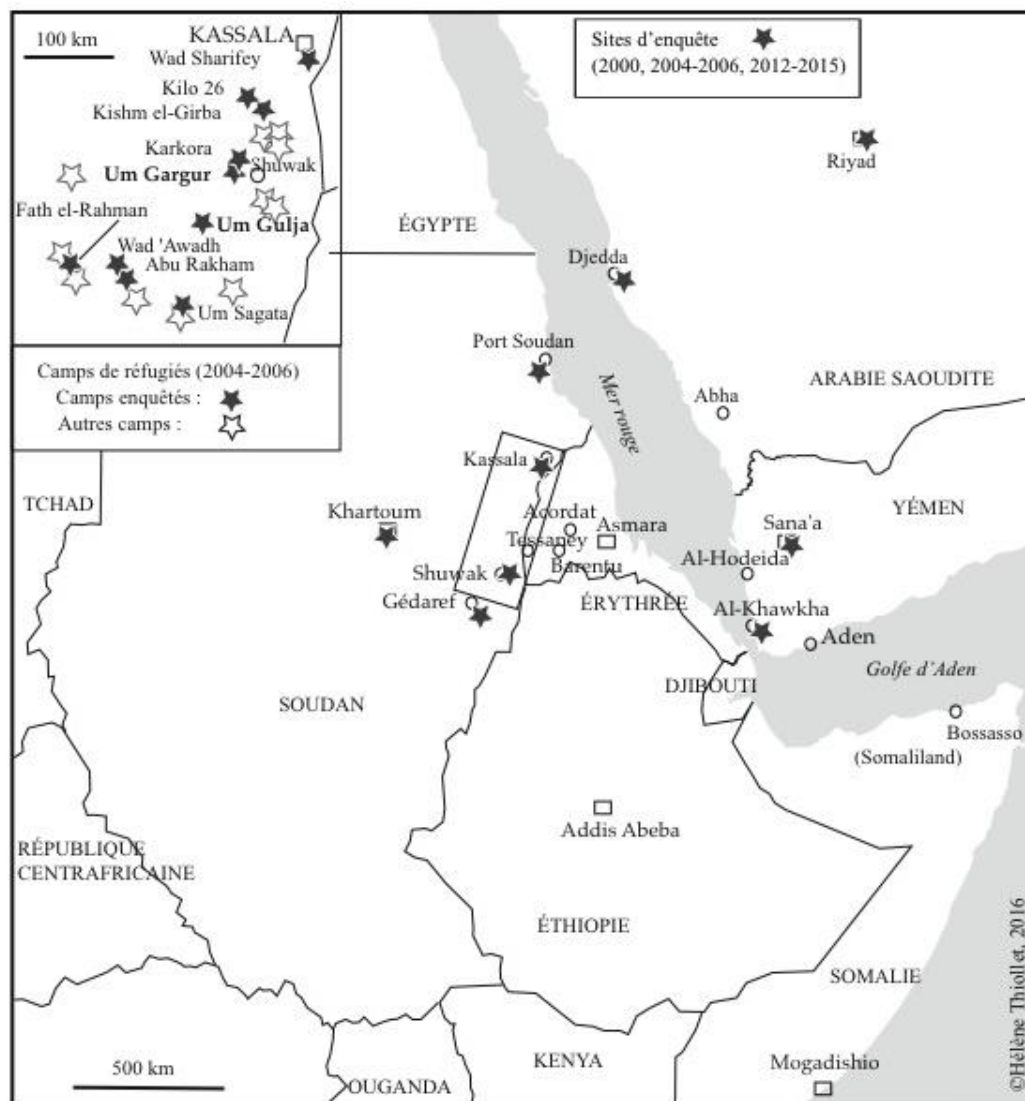 100 km
KASSALA
Wad Sharifey
Kilo 26
Kishm el-Girba
Karkora
Shuwak
Um Gargur
Fath el-Rahman
Um Gulja
Wad 'Awadh
Abu Rakham
Um Sagata
Camps de réfugiés (2004-2006)
Camps enquêtés :
Autres camps :
Sites d'enquête
(2000, 2004-2006, 2012-2015)
Riyad
ÉGYPTE
Djedda
Port Soudan
Mer rouge
Abha
ARABIE SAOUDITE
Kassala
TCHAD
Khartoum
Acordat
Asmara
Tessaney
Barentu
Sana'a
YÉMEN
Al-Hodeida
Shuwak
Gédaref
ÉRYTHRÉE
Al-Khawkha
Aden
Golfe d'Aden
DJIBOUTI
SOUDAN
Bossasso
(Somaliland)
Addis Abeba
RÉPUBLIQUE
CENTRAFRICAINE
ÉTHIOPIE
SOMALIE
500 km
OUGANDA
KENYA
Mogadishio
©Hélène Thiollet, 2016